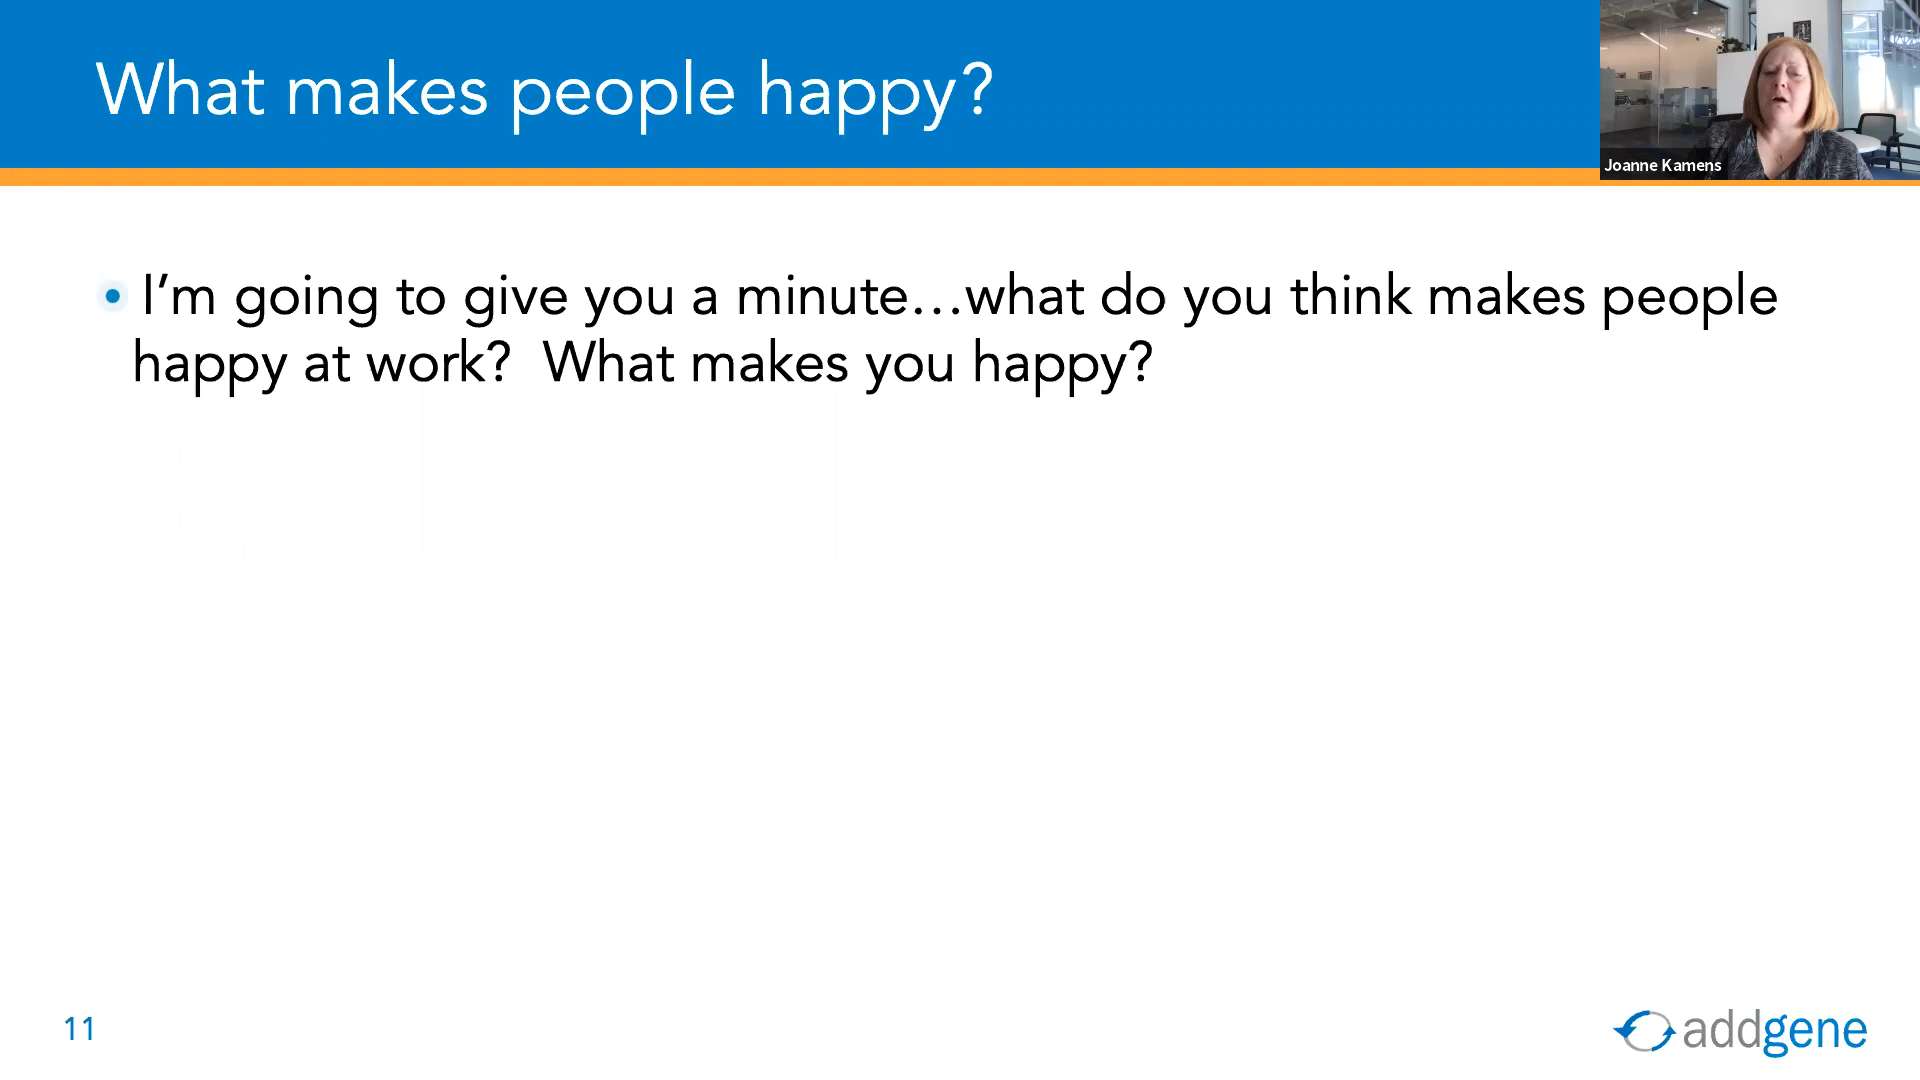 What makes people happy?
Joanne Kamens
• I’m going to give you a minute…what do you think makes people
happy at work?  What makes you happy?
11
addgene